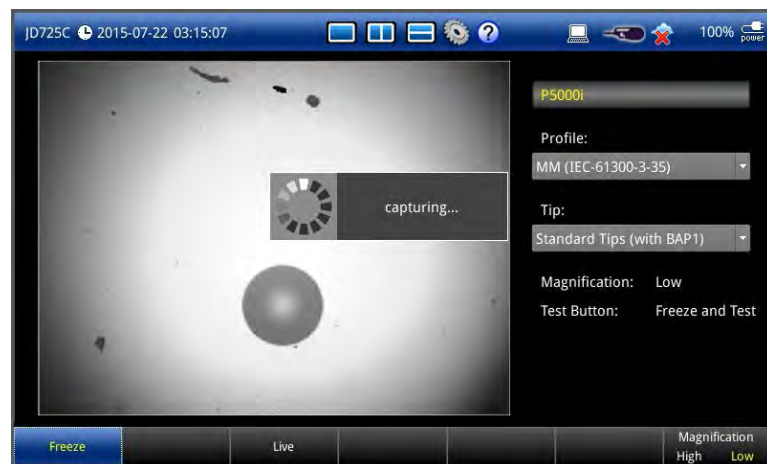 JD725C 2015-07-22 03:15:07 ? 100% power
P5000i
Profile:
MM (IEC-61300-3-35)
capturing...
Tip:
Standard Tips (with BAP1)
Magnification: Low
Test Button: Freeze and Test
Freeze Live Magnification
High Low